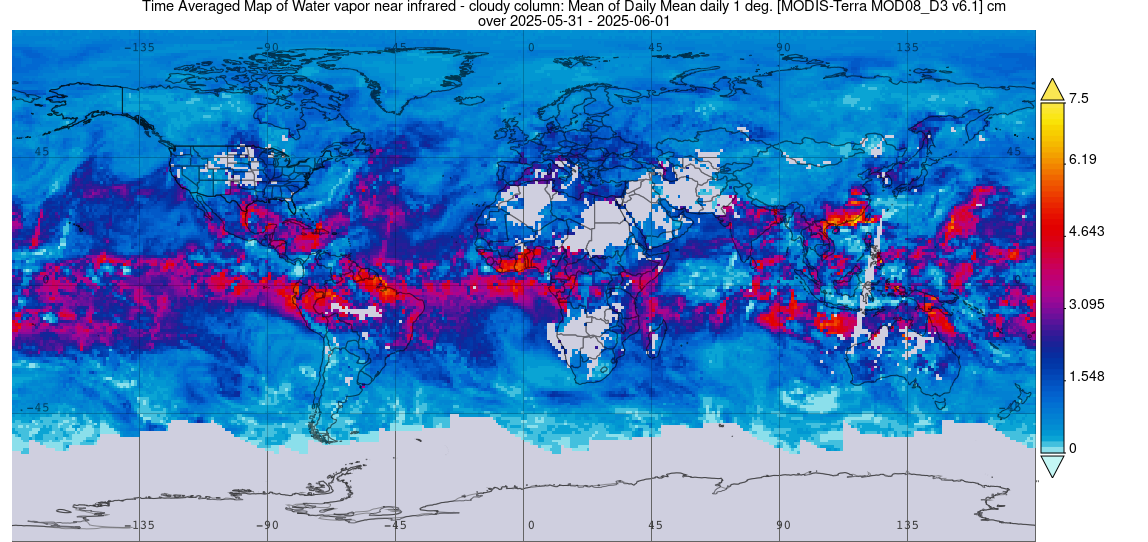 Time Averaged Map of Water vapor near infrared - cloudy column: Mean of Daily Mean daily 1 deg. [MODIS-Terra MOD08_D3 v6.1] cm
over 2025-05-31 - 2025-06-01
-135 -90 -45 0 45 90 135
7.5
6.19
4.643
3.095
1.548
0
45 45
-45
-135 -90 -45 0 45 90 135